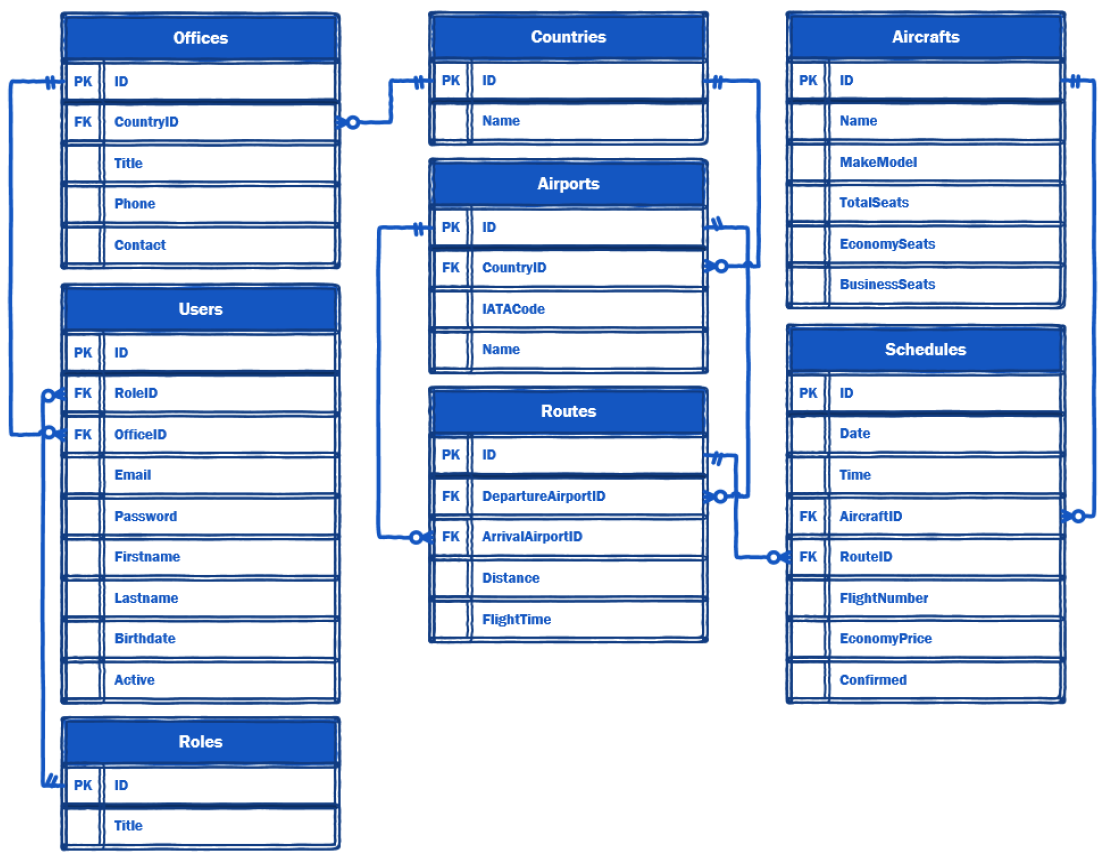 Offices
PK ID
FK CountryID
Title
Phone
Contact
Users
PK ID
FK RoleID
FK OfficeID
Email
Password
Firstname
Lastname
Birthdate
Active
Roles
PK ID
Title
Countries
PK ID
Name
Airports
PK ID
FK CountryID
IATACode
Name
Routes
PK ID
FK DepartureAirportID
FK ArrivalAirportID
Distance
FlightTime
Aircrafts
PK ID
Name
MakeModel
TotalSeats
EconomySeats
BusinessSeats
Schedules
PK ID
Date
Time
FK AircraftID
FK RouteID
FlightNumber
EconomyPrice
Confirmed